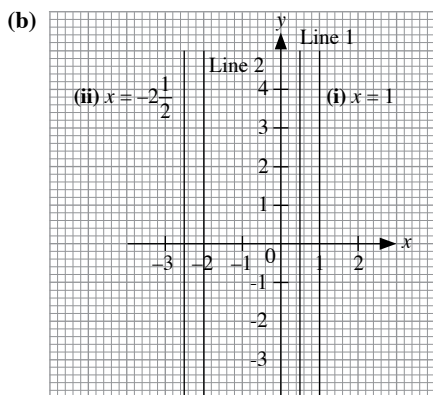 (b)
y
Line 1
Line 2
(ii) x = –2 1/2
(i) x = 1
4
3
2
1
x
–3 –2 –1 0 1 2
-1
-2
-3